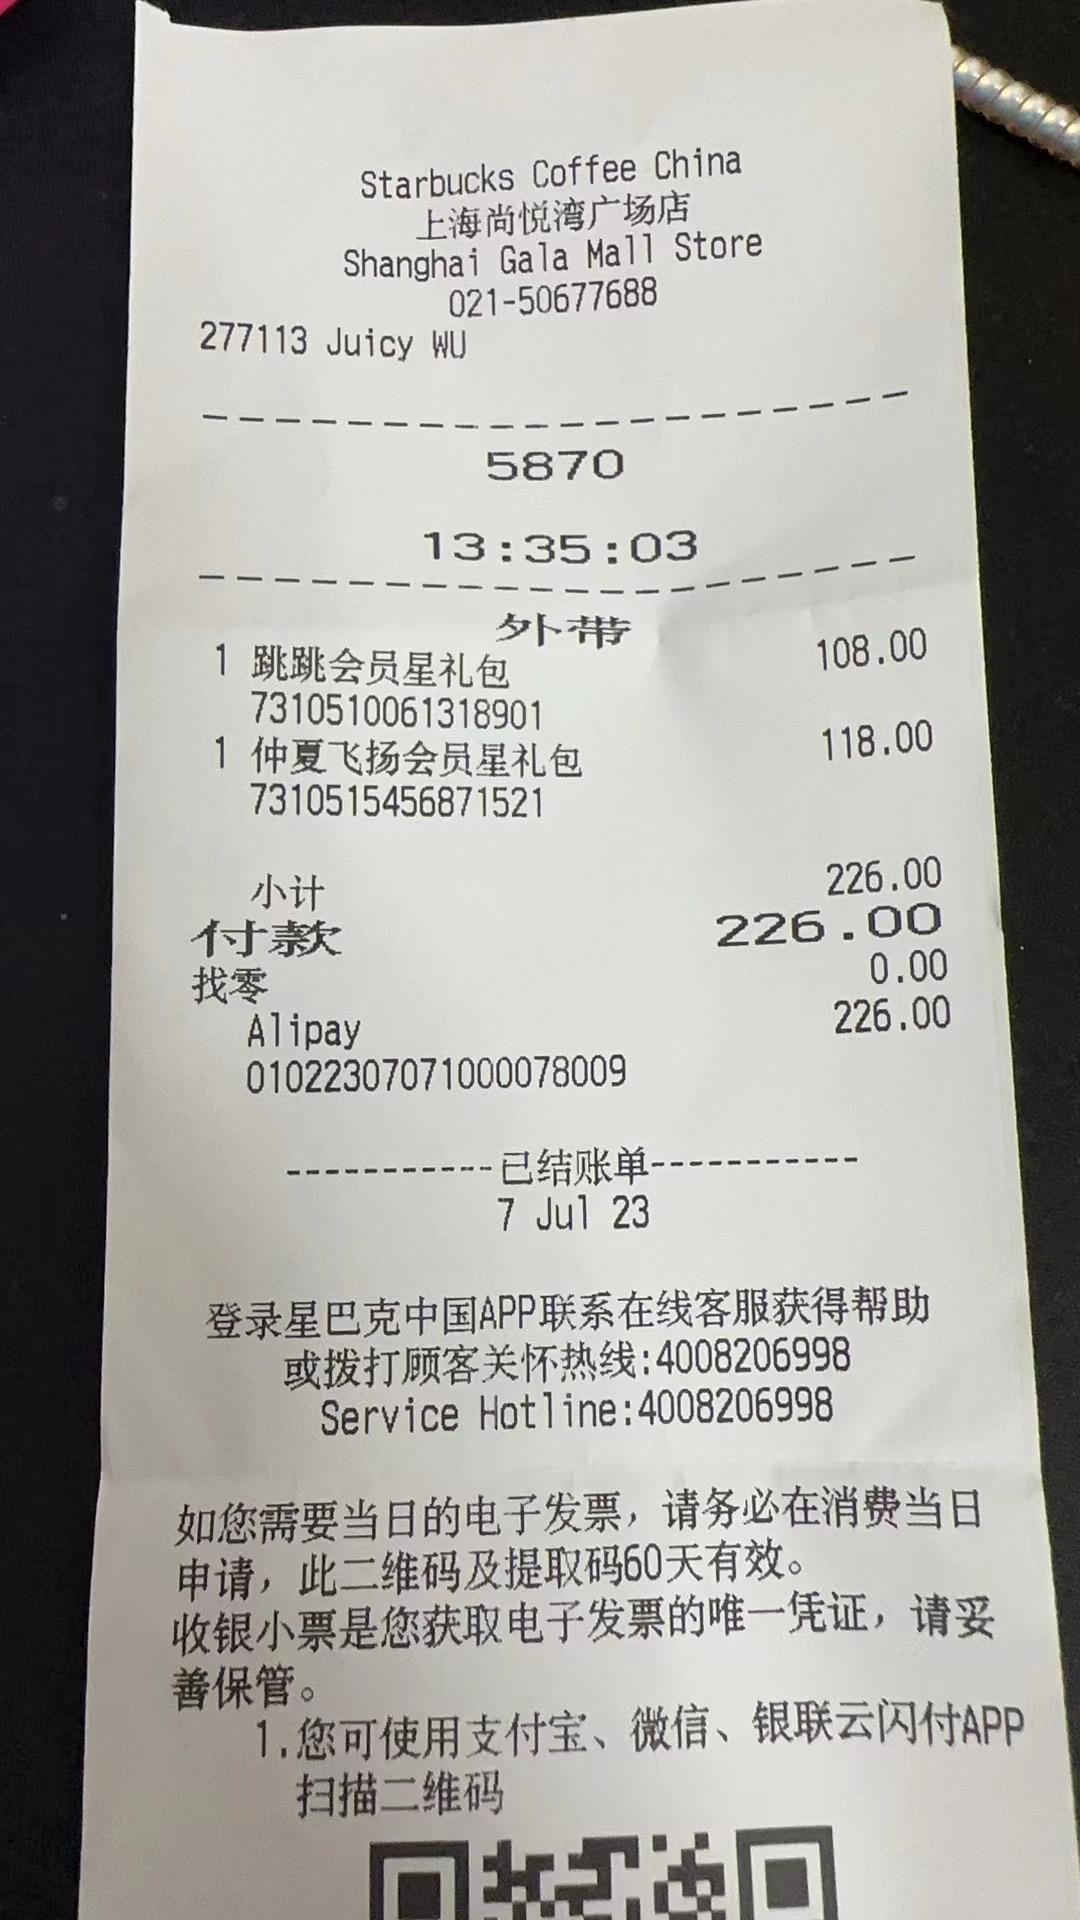 Starbucks Coffee China
上海尚悦湾广场店
Shanghai Gala Mall Store
021-50677688
277113 Juicy WU
5870
13:35:03
外带
1 跳跳会员星礼包 108.00
7310510061318901
1 仲夏飞扬会员星礼包 118.00
7310515456871521
小计 226.00
付款 226.00
找零 0.00
Alipay 226.00
01022307071000078009
-----------已结账单-----------
7 Jul 23
登录星巴克中国APP联系在线客服获得帮助
或拨打顾客关怀热线:4008206998
Service Hotline:4008206998
如您需要当日的电子发票，请务必在消费当日
申请，此二维码及提取码60天有效。
收银小票是您获取电子发票的唯一凭证，请妥
善保管。
1.您可使用支付宝、微信、银联云闪付APP
扫描二维码